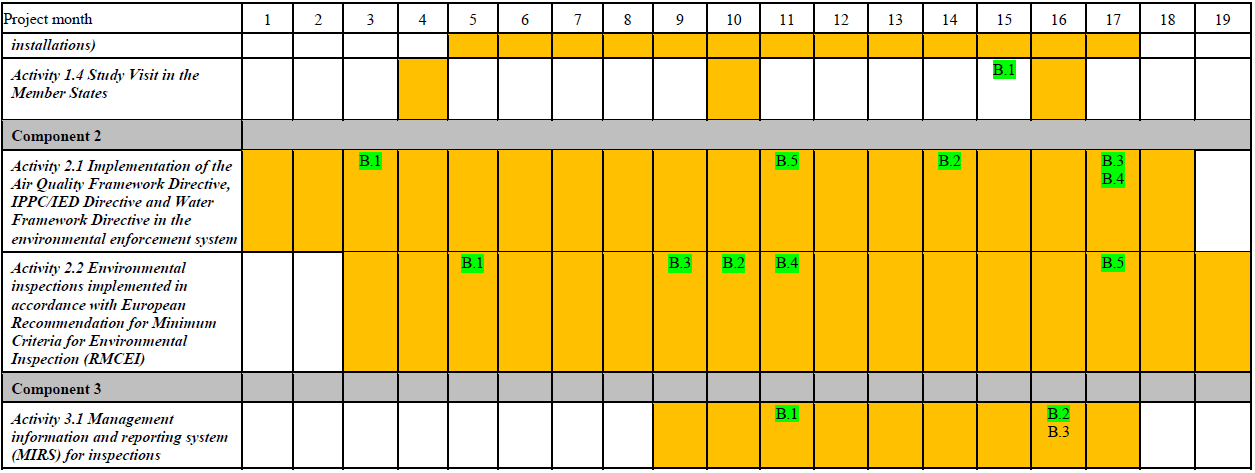 Project month 1 2 3 4 5 6 7 8 9 10 11 12 13 14 15 16 17 18 19
installations)
Activity 1.4 Study Visit in the B.1
Member States
Component 2
Activity 2.1 Implementation of the B.1 B.5 B.2 B.3
Air Quality Framework Directive, B.4
IPPC/IED Directive and Water
Framework Directive in the
environmental enforcement system
Activity 2.2 Environmental B.1 B.3 B.2 B.4 B.5
inspections implemented in
accordance with European
Recommendation for Minimum
Criteria for Environmental
Inspection (RMCEI)
Component 3
Activity 3.1 Management B.1 B.2
information and reporting system B.3
(MIRS) for inspections